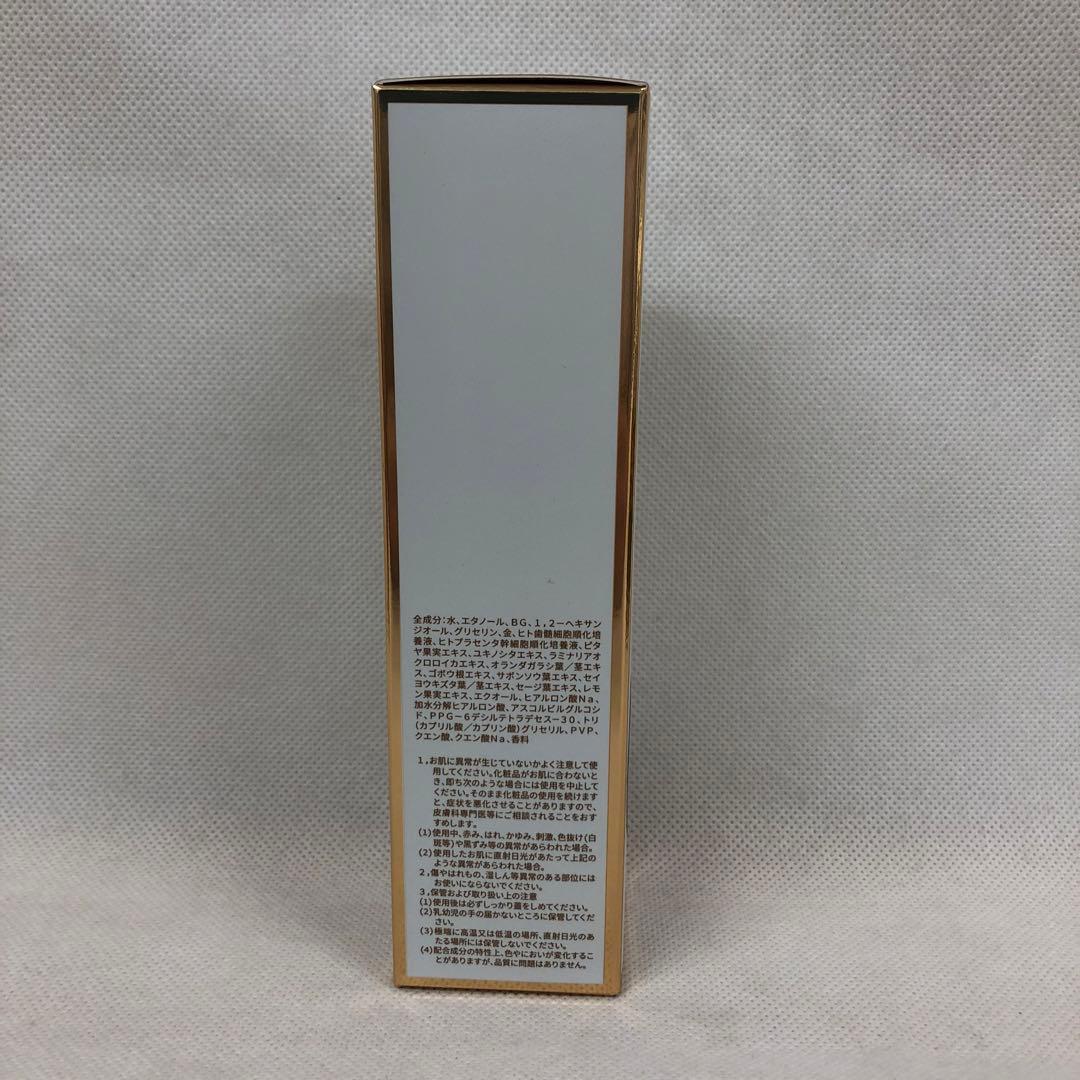 全成分:水、エタノール、BG、1,2ーヘキサン
ジオール、グリセリン、金、ヒト歯髄細胞順化培
養液、ヒトプラセンタ幹細胞順化培養液、ピタ
ヤ果実エキス、ユキノシタエキス、ラミナリアオ
クロロイカエキス、オランダガラシ葉/茎エキ
ス、ゴボウ根エキス、サボンソウ葉エキス、セイ
ヨウキズタ葉/茎エキス、セージ葉エキス、レモ
ン果実エキス、エクオール、ヒアルロン酸Na、
加水分解ヒアルロン酸、アスコルビルグルコシ
ド、PPG-6デシルテトラデセス-30、トリ
(カプリル酸/カプリン酸)グリセリル、PVP、
クエン酸、クエン酸Na、香料
1,お肌に異常が生じていないかよく注意して使
用してください。化粧品がお肌に合わないと
き、即ち次のような場合には使用を中止して
ください。そのまま化粧品の使用を続けます
と、症状を悪化させることがありますので、
皮膚科専門医等にご相談されることをおす
すめします。
(1)使用中、赤み、はれ、かゆみ、刺激、色抜け(白
斑等)や黒ずみ等の異常があらわれた場合。
(2)使用したお肌に直射日光があたって上記の
ような異常があらわれた場合。
2,傷やはれもの、湿しん等異常のある部位には
お使いにならないでください。
3,保管および取り扱い上の注意
(1)使用後は必ずしっかり蓋をしめてください。
(2)乳幼児の手の届かないところに保管してくだ
さい。
(3)極端に高温又は低温の場所、直射日光のあ
たる場所には保管しないでください。
(4)配合成分の特性上、色やにおいが変化するこ
とがありますが、品質に問題はありません。